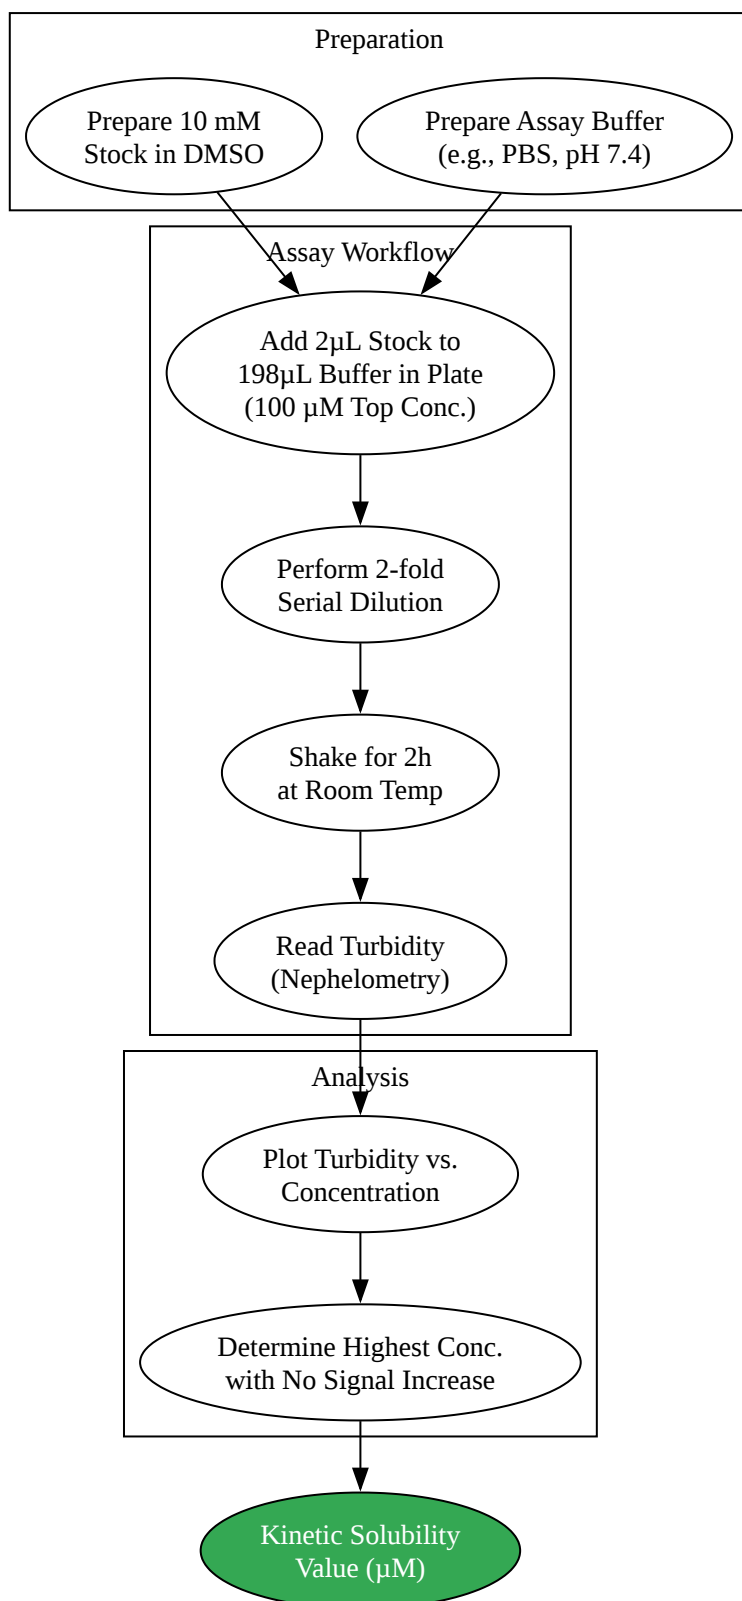 Preparation
Prepare 10 mM
Stock in DMSO
Prepare Assay Buffer
(e.g., PBS, pH 7.4)
Assay Workflow
Add 2µL Stock to
198µL Buffer in Plate
(100 µM Top Conc.)
Perform 2-fold
Serial Dilution
Shake for 2h
at Room Temp
Read Turbidity
(Nephelometry)
Analysis
Plot Turbidity vs.
Concentration
Determine Highest Conc.
with No Signal Increase
Kinetic Solubility
Value (µM)